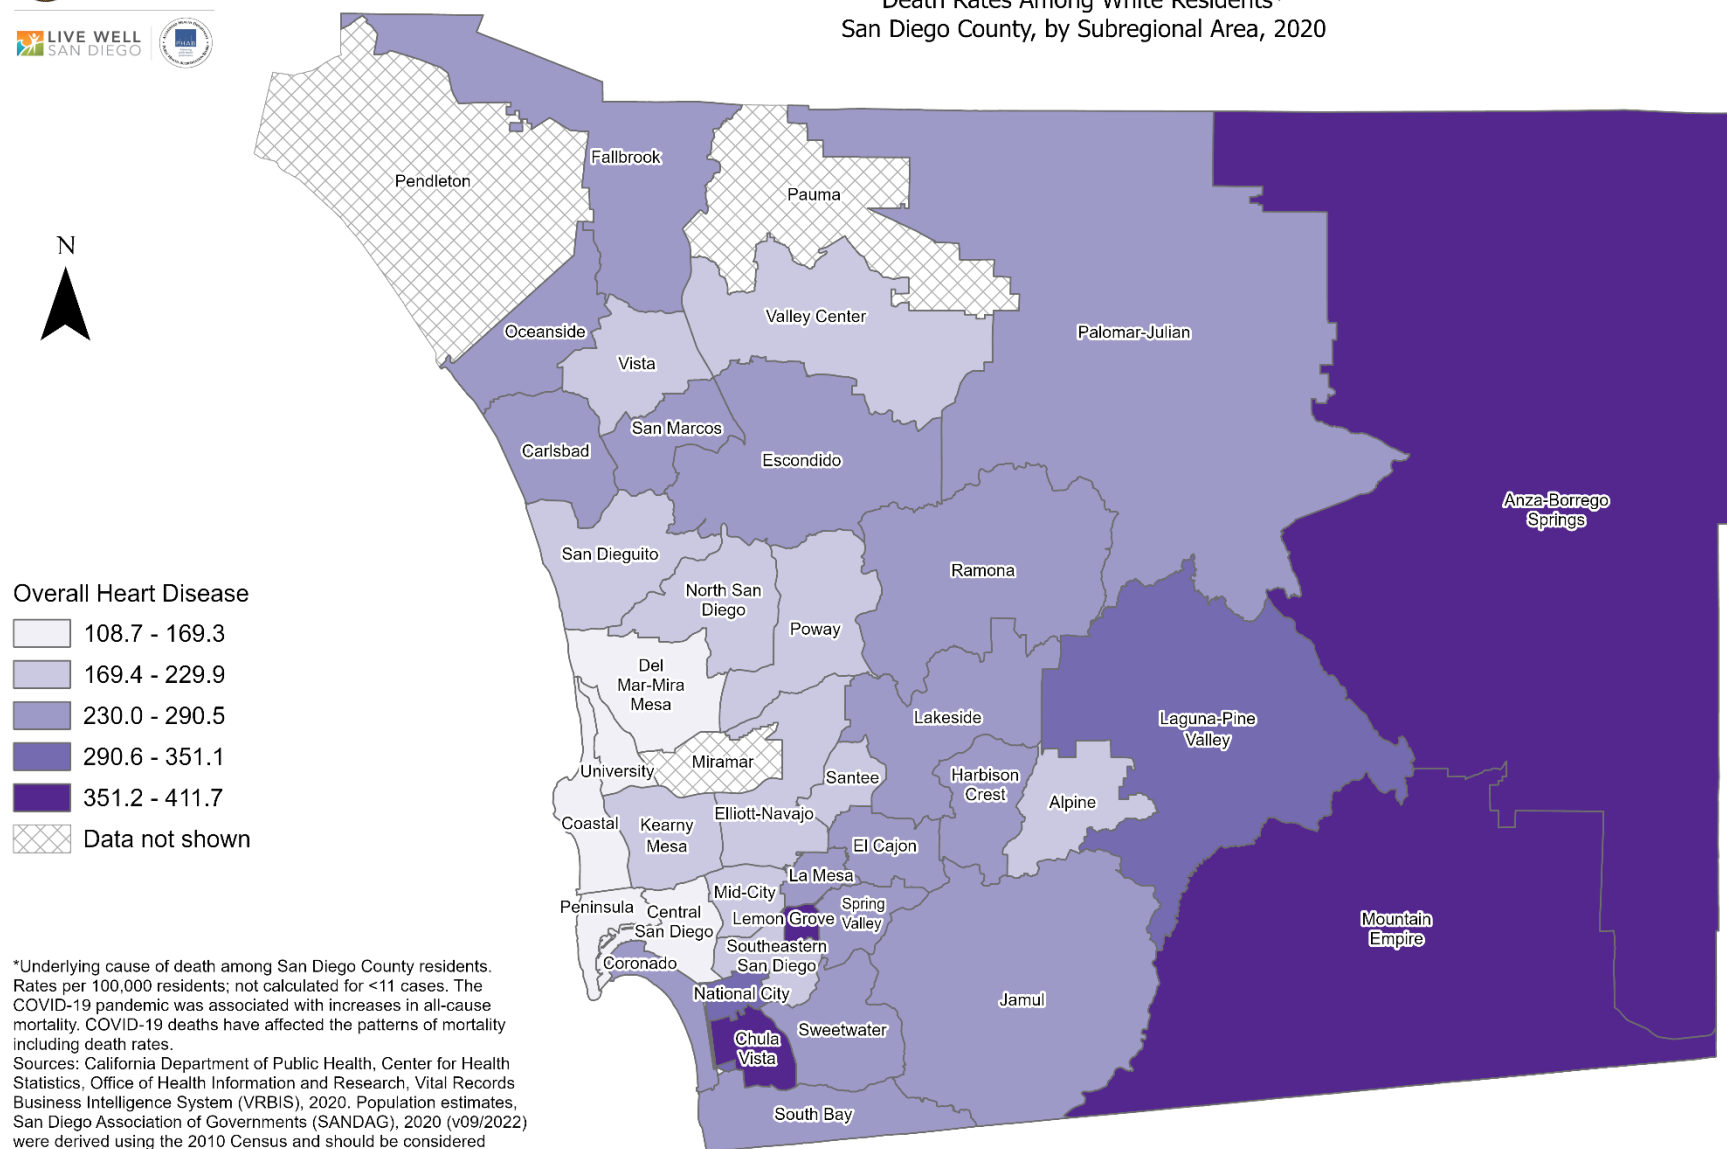 Death Rates Among White Residents*
San Diego County, by Subregional Area, 2020
LIVE WELL
SAN DIEGO
PHAB
N
Pendleton
Fallbrook
Pauma
Oceanside
Vista
Valley Center
Palomar-Julian
Carlsbad
San Marcos
Escondido
Anza-Borrego
Springs
San Dieguito
North San
Diego
Poway
Ramona
Del
Mar-Mira
Mesa
Lakeside
Laguna-Pine
Valley
University
Miramar
Santee
Harbison
Crest
Alpine
Coastal
Kearny
Mesa
Elliott-Navajo
El Cajon
La Mesa
Mid-City
Peninsula
Central
San Diego
Lemon Grove
Spring
Valley
Mountain
Empire
Southeastern
San Diego
Coronado
National City
Jamul
Chula
Vista
Sweetwater
South Bay
Overall Heart Disease
108.7 - 169.3
169.4 - 229.9
230.0 - 290.5
290.6 - 351.1
351.2 - 411.7
Data not shown
*Underlying cause of death among San Diego County residents.
Rates per 100,000 residents; not calculated for <11 cases. The
COVID-19 pandemic was associated with increases in all-cause
mortality. COVID-19 deaths have affected the patterns of mortality
including death rates.
Sources: California Department of Public Health, Center for Health
Statistics, Office of Health Information and Research, Vital Records
Business Intelligence System (VRBIS), 2020. Population estimates,
San Diego Association of Governments (SANDAG), 2020 (v09/2022)
were derived using the 2010 Census and should be considered